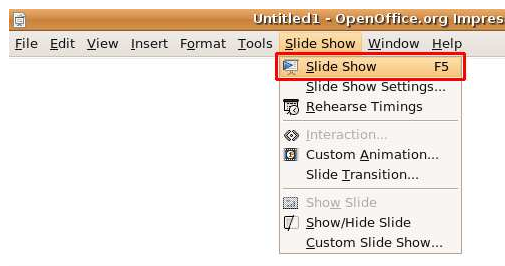 Untitled1 - OpenOffice.org Impres
File Edit View Insert Format Tools Slide Show Window Help
Slide Show F5
Slide Show Settings...
Rehearse Timings
Interaction...
Custom Animation...
Slide Transition...
Show Slide
Show/Hide Slide
Custom Slide Show...